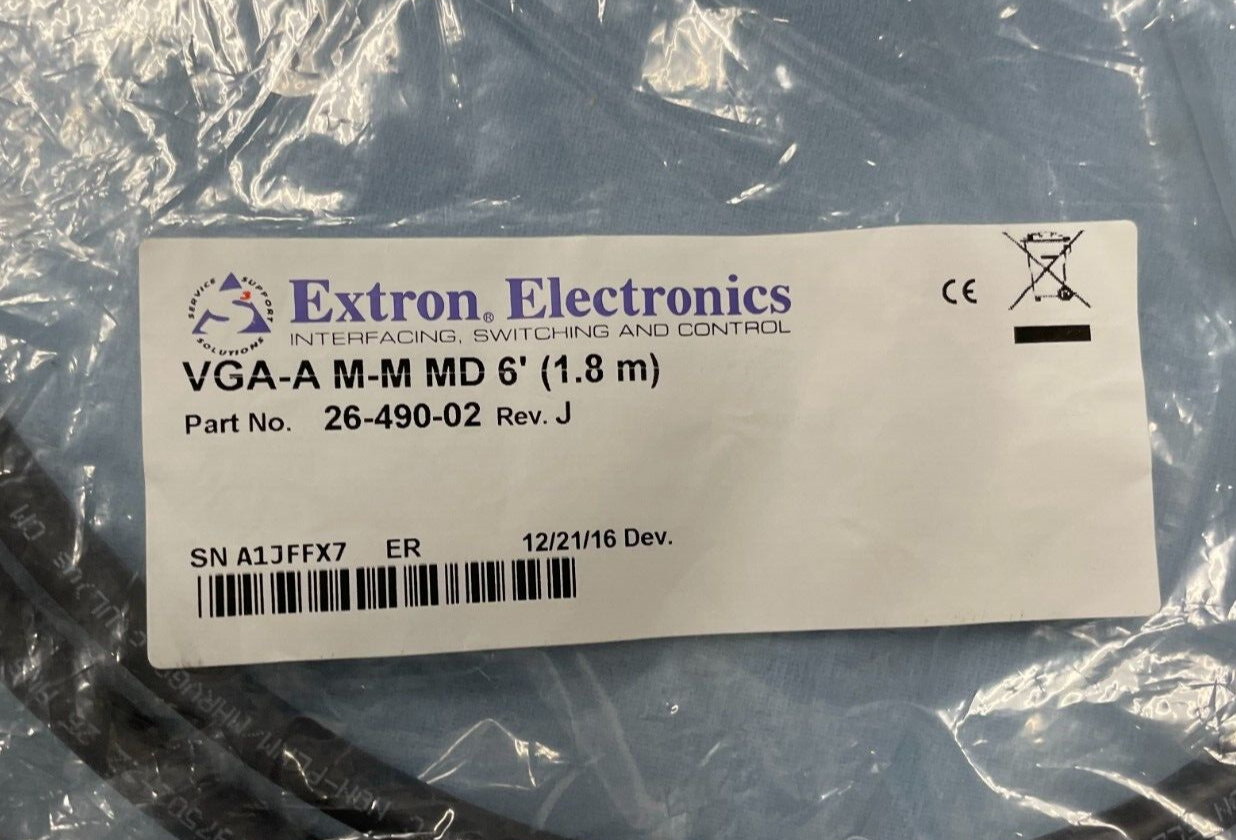 SERVICE SUPPORT SOLUTIONS
S3
Extron® Electronics
INTERFACING, SWITCHING AND CONTROL
CE
VGA-A M-M MD 6' (1.8 m)
Part No. 26-490-02 Rev. J
SN A1JFFX7 ER 12/21/16 Dev.